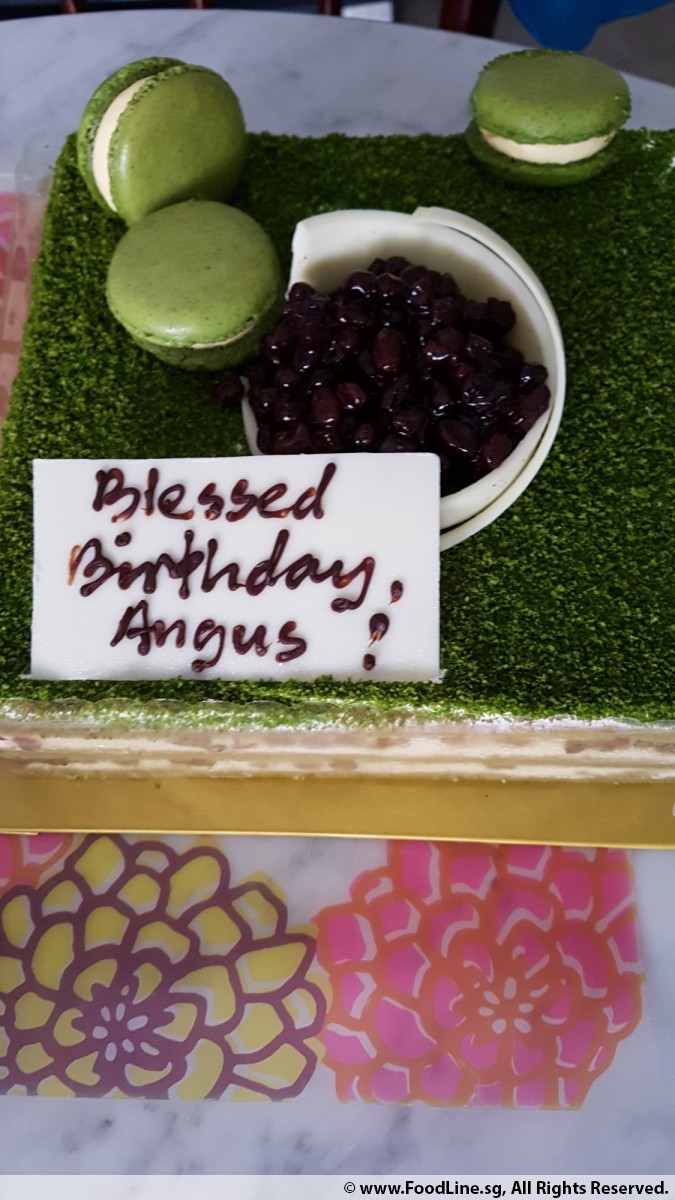 Blessed
Birthday,
Angus !
© www.FoodLine.sg, All Rights Reserved.